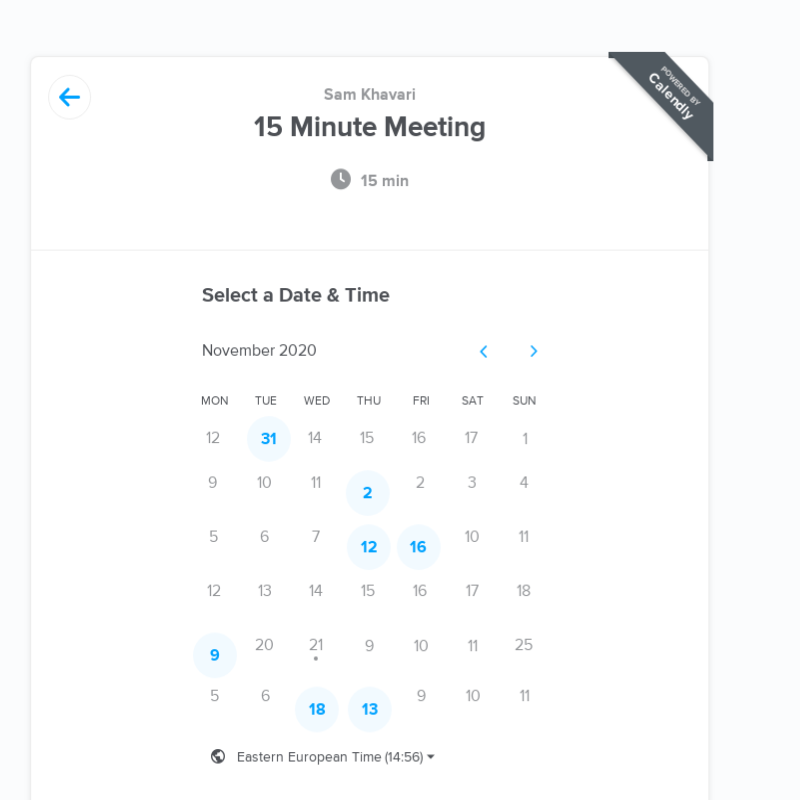 POWERED BY
Calendly
Sam Khavari
15 Minute Meeting
15 min
Select a Date & Time
November 2020
MON TUE WED THU FRI SAT SUN
12 31 14 15 16 17 1
9 10 11 2 2 3 4
5 6 7 12 16 10 11
12 13 14 15 16 17 18
9 20 21 9 10 11 25
5 6 18 13 9 10 11
Eastern European Time (14:56)